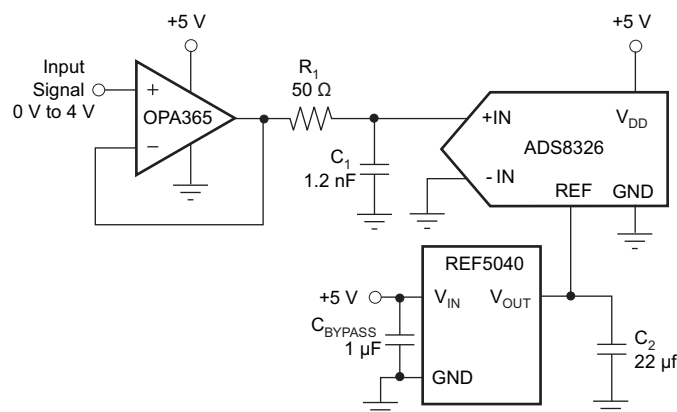 +5 V
+5 V
Input
Signal
0 V to 4 V
+
OPA365
−
R1
50 Ω
C1
1.2 nF
+IN
VDD
ADS8326
- IN
REF
GND
REF5040
+5 V
VIN
VOUT
CBYPASS
1 µF
GND
C2
22 µf